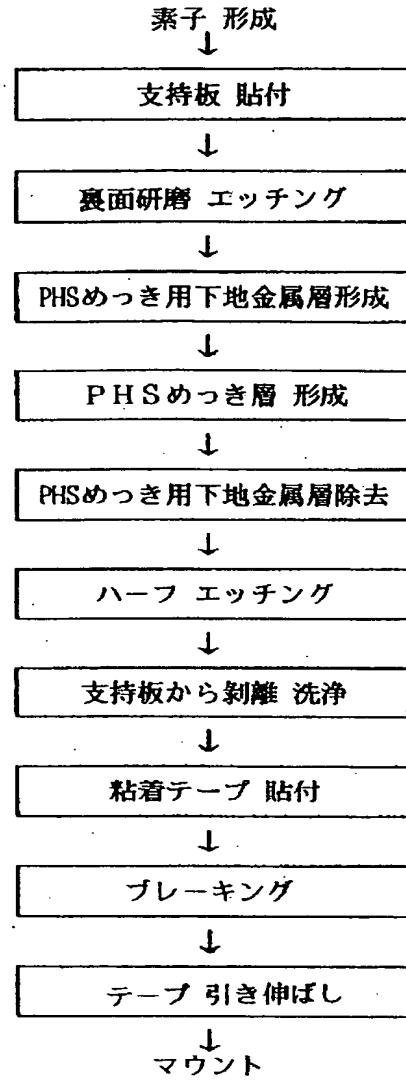 素子 形成
↓
支持板 貼付
↓
裏面研磨 エッチング
↓
PHSめっき用下地金属層形成
↓
ＰＨＳめっき層 形成
↓
PHSめっき用下地金属層除去
↓
ハーフ エッチング
↓
支持板から剥離 洗浄
↓
粘着テープ 貼付
↓
ブレーキング
↓
テープ 引き伸ばし
↓
マウント